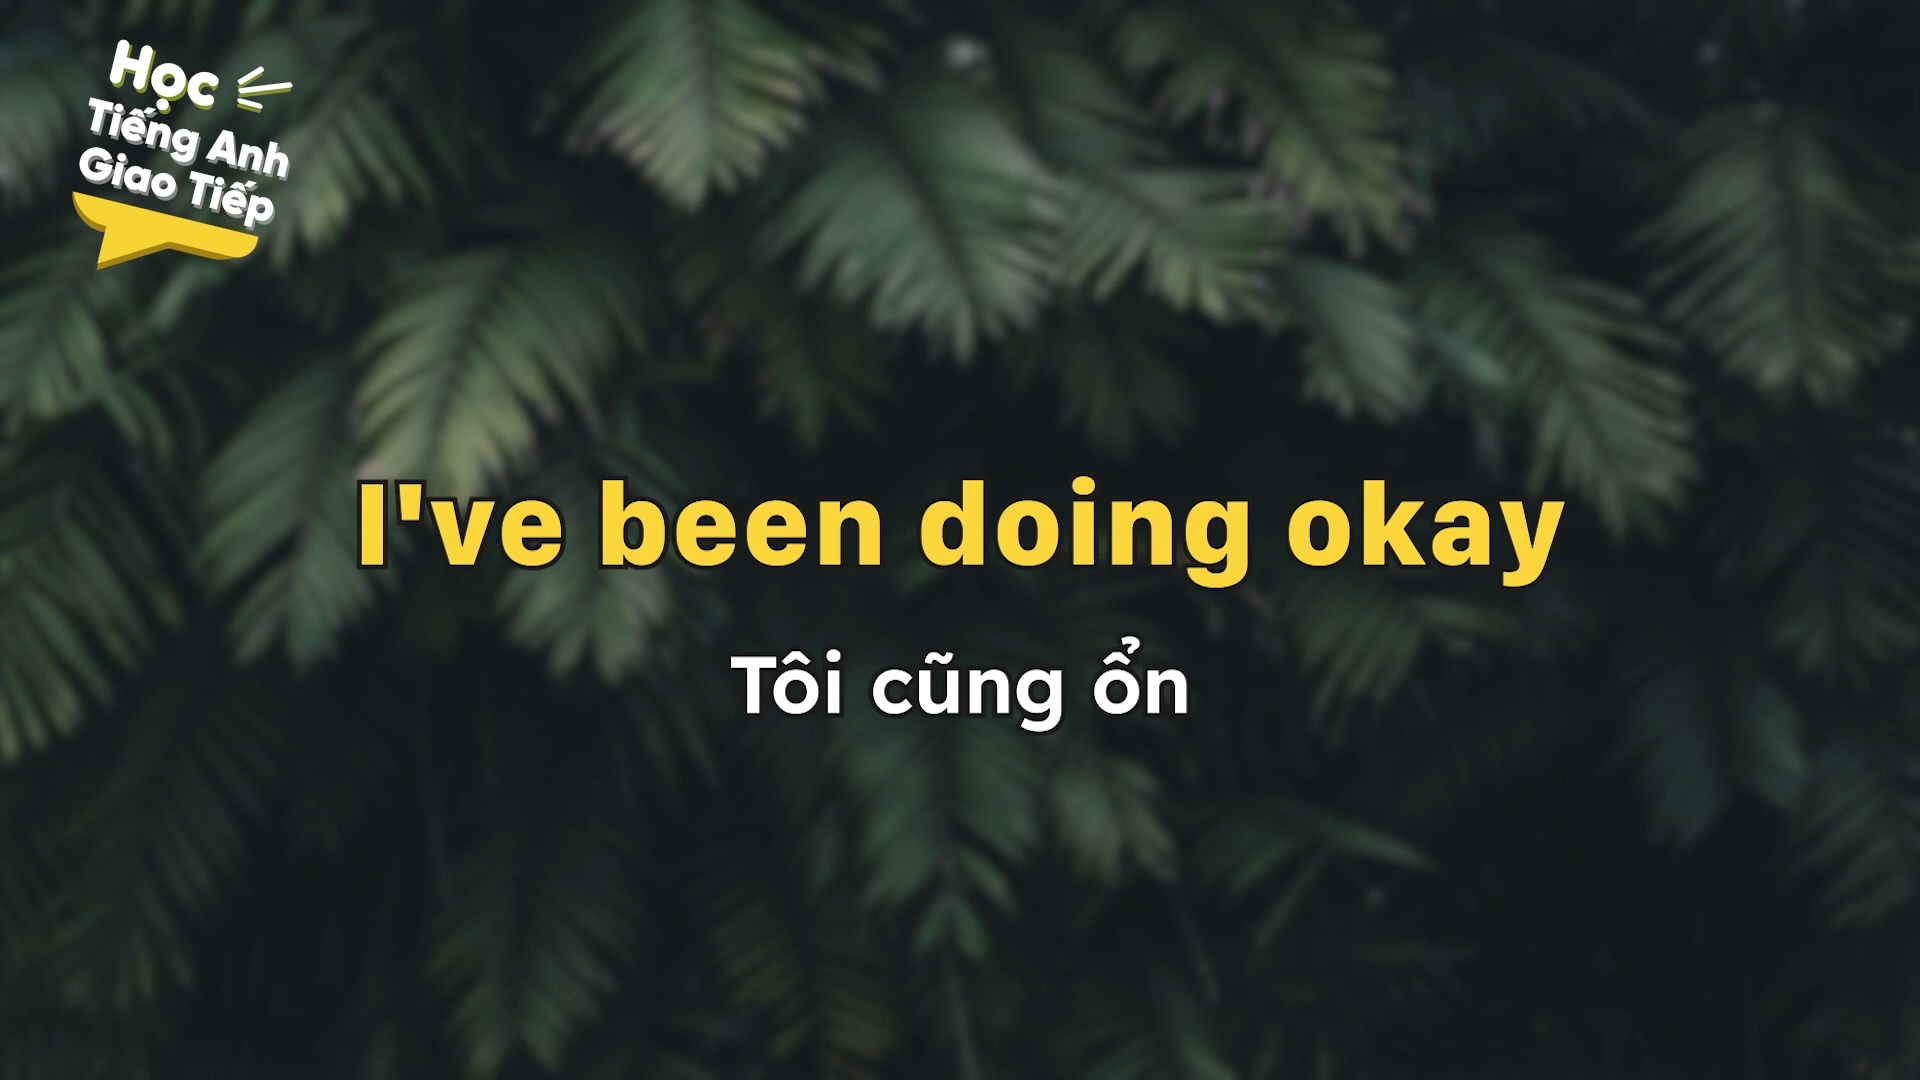 Học
Tiếng Anh
Giao Tiếp
I've been doing okay
Tôi cũng ổn